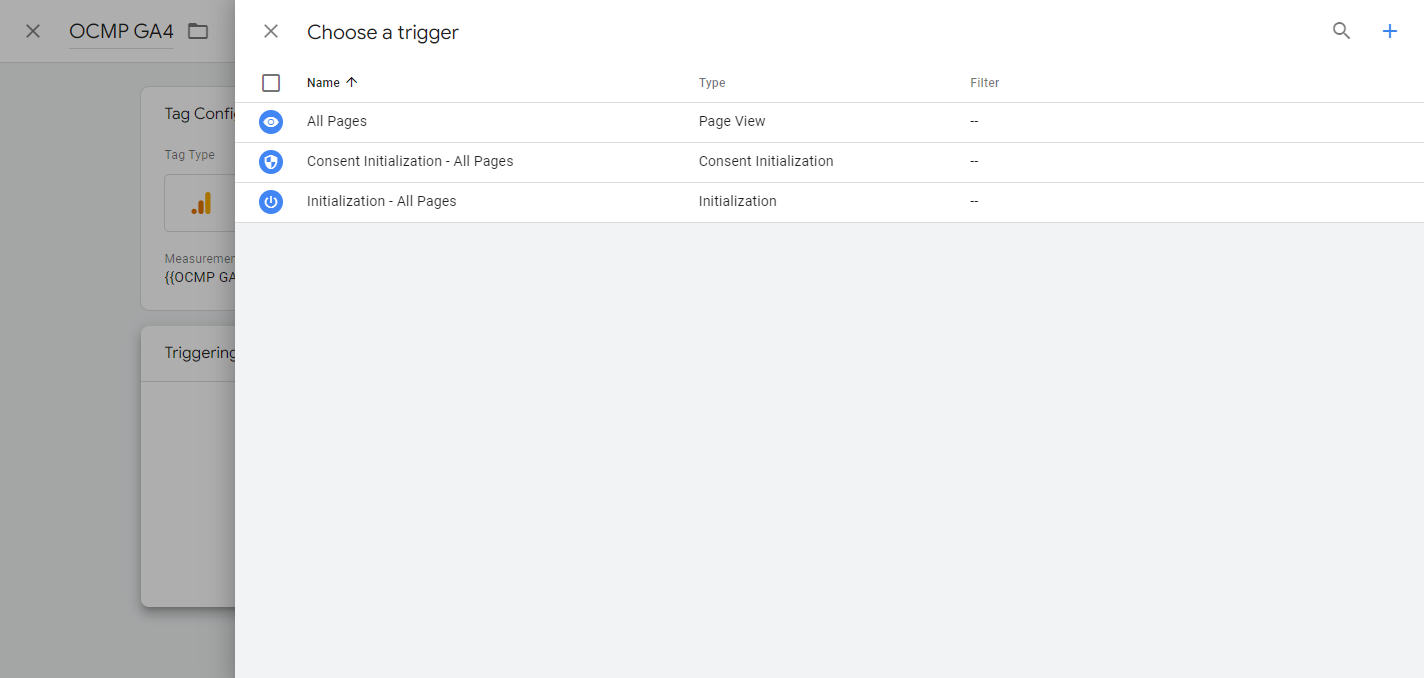 OCMP GA4
Choose a trigger
Name Type Filter
All Pages Page View --
Consent Initialization - All Pages Consent Initialization --
Initialization - All Pages Initialization --
Tag Confi
Tag Type
Measuremen
{{OCMP GA
Triggering